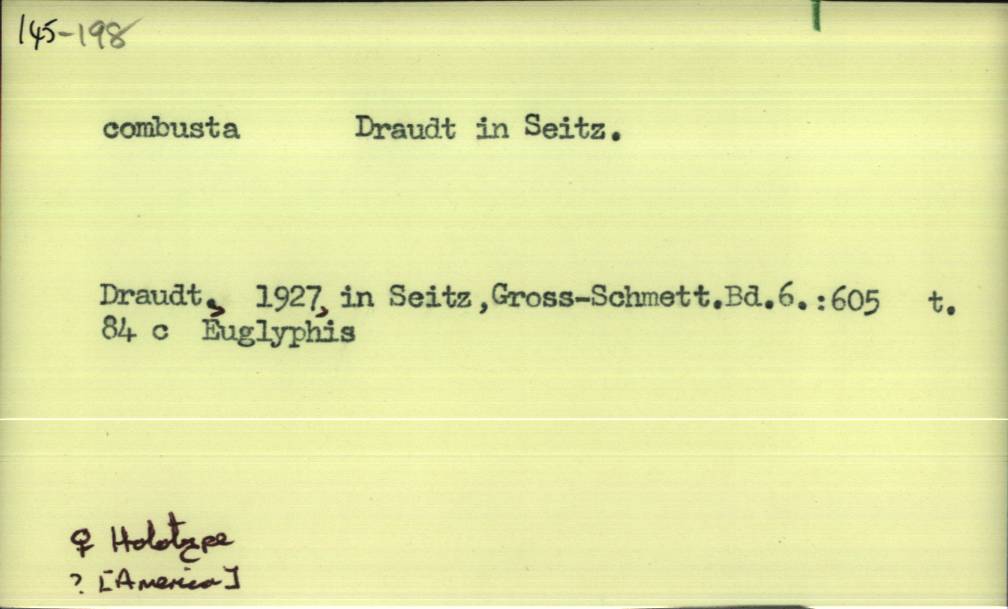 145-198
combusta Draudt in Seitz.
Draudt., 1927, in Seitz,Gross-Schmett.Bd.6.:605 t.
84 c Euglyphis
♀ Holotype
? [America]